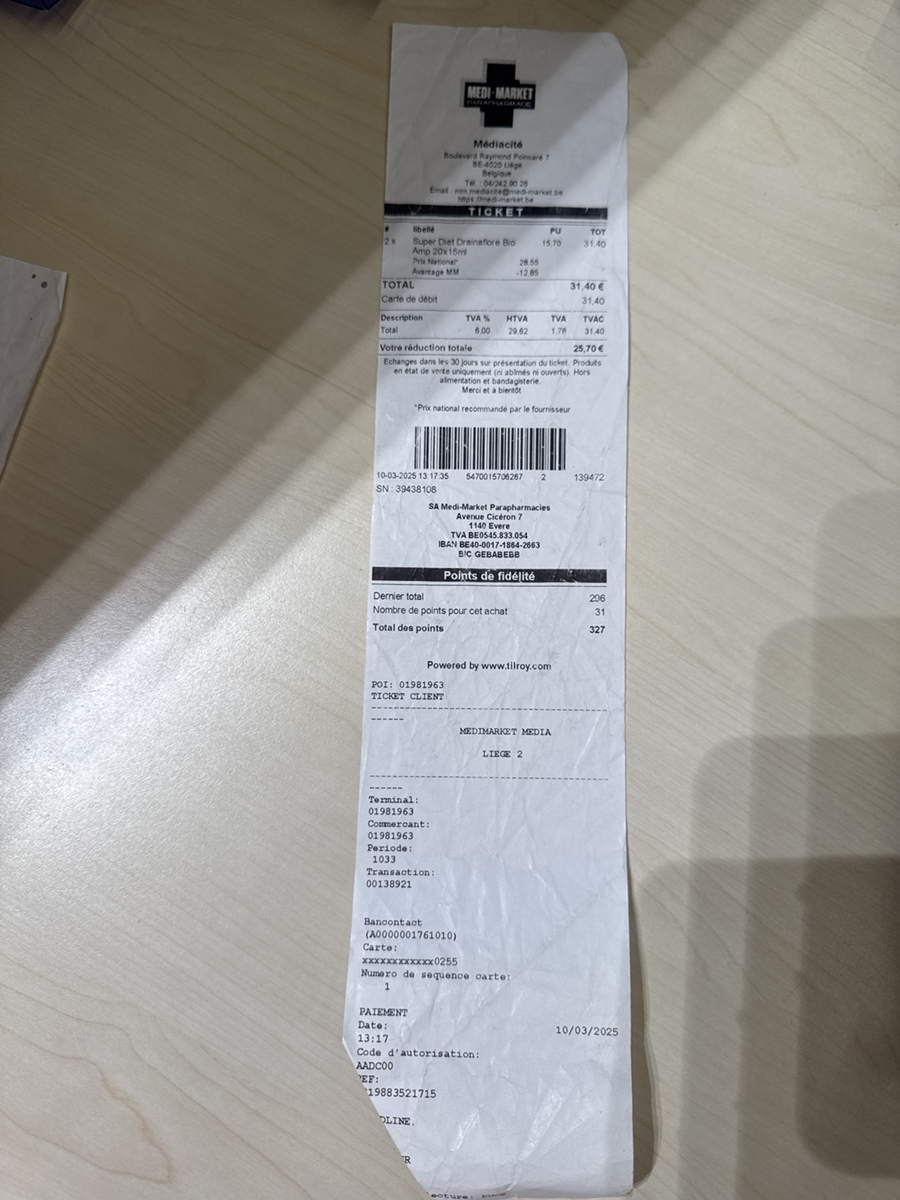 MEDI-MARKET
PARAPHARMACIE
Médiacité
Boulevard Raymond Poincaré 7
BE-4020 Liège
Belgique
Tél : 04/242 90 26
Email : mm.mediacite@medi-market.be
https://medi-market.be
TICKET
# libellé PU TOT
2 x Super Diet Drainaflore Bio 15,70 31,40
Amp 20x15ml
Prix National* 28,55
Avantage MM -12,85
TOTAL 31,40 €
Carte de débit 31,40
Description TVA % HTVA TVA TVAC
Total 6,00 29,62 1,78 31,40
Votre réduction totale 25,70 €
Echanges dans les 30 jours sur présentation du ticket. Produits
en état de vente uniquement (ni abîmés ni ouverts). Hors
alimentation et bandagisterie.
Merci et à bientôt
*Prix national recommandé par le fournisseur
10-03-2025 13:17:35 5470015706267 2 139472
SN : 39438108
SA Medi-Market Parapharmacies
Avenue Cicéron 7
1140 Evere
TVA BE0545.833.054
IBAN BE40-0017-1864-2663
BIC GEBABEBB
Points de fidélité
Dernier total 296
Nombre de points pour cet achat 31
Total des points 327
Powered by www.tilroy.com
POI: 01981963
TICKET CLIENT
--------------------------------------
------
MEDIMARKET MEDIA
LIEGE 2
--------------------------------------
------
Terminal:
01981963
Commercant:
01981963
Periode:
1033
Transaction:
00138921
Bancontact
(A0000001761010)
Carte:
xxxxxxxxxxxx0255
Numero de sequence carte:
1
PAIEMENT
Date: 10/03/2025
13:17
Code d'autorisation:
AADC00
EF:
19883521715
DLINE.
R